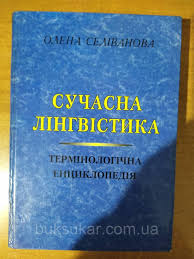 ОЛЕНА СЕЛІВАНОВА
СУЧАСНА
ЛІНГВІСТИКА
ТЕРМІНОЛОГІЧНА
ЕНЦИКЛОПЕДІЯ
buksukar.com.ua